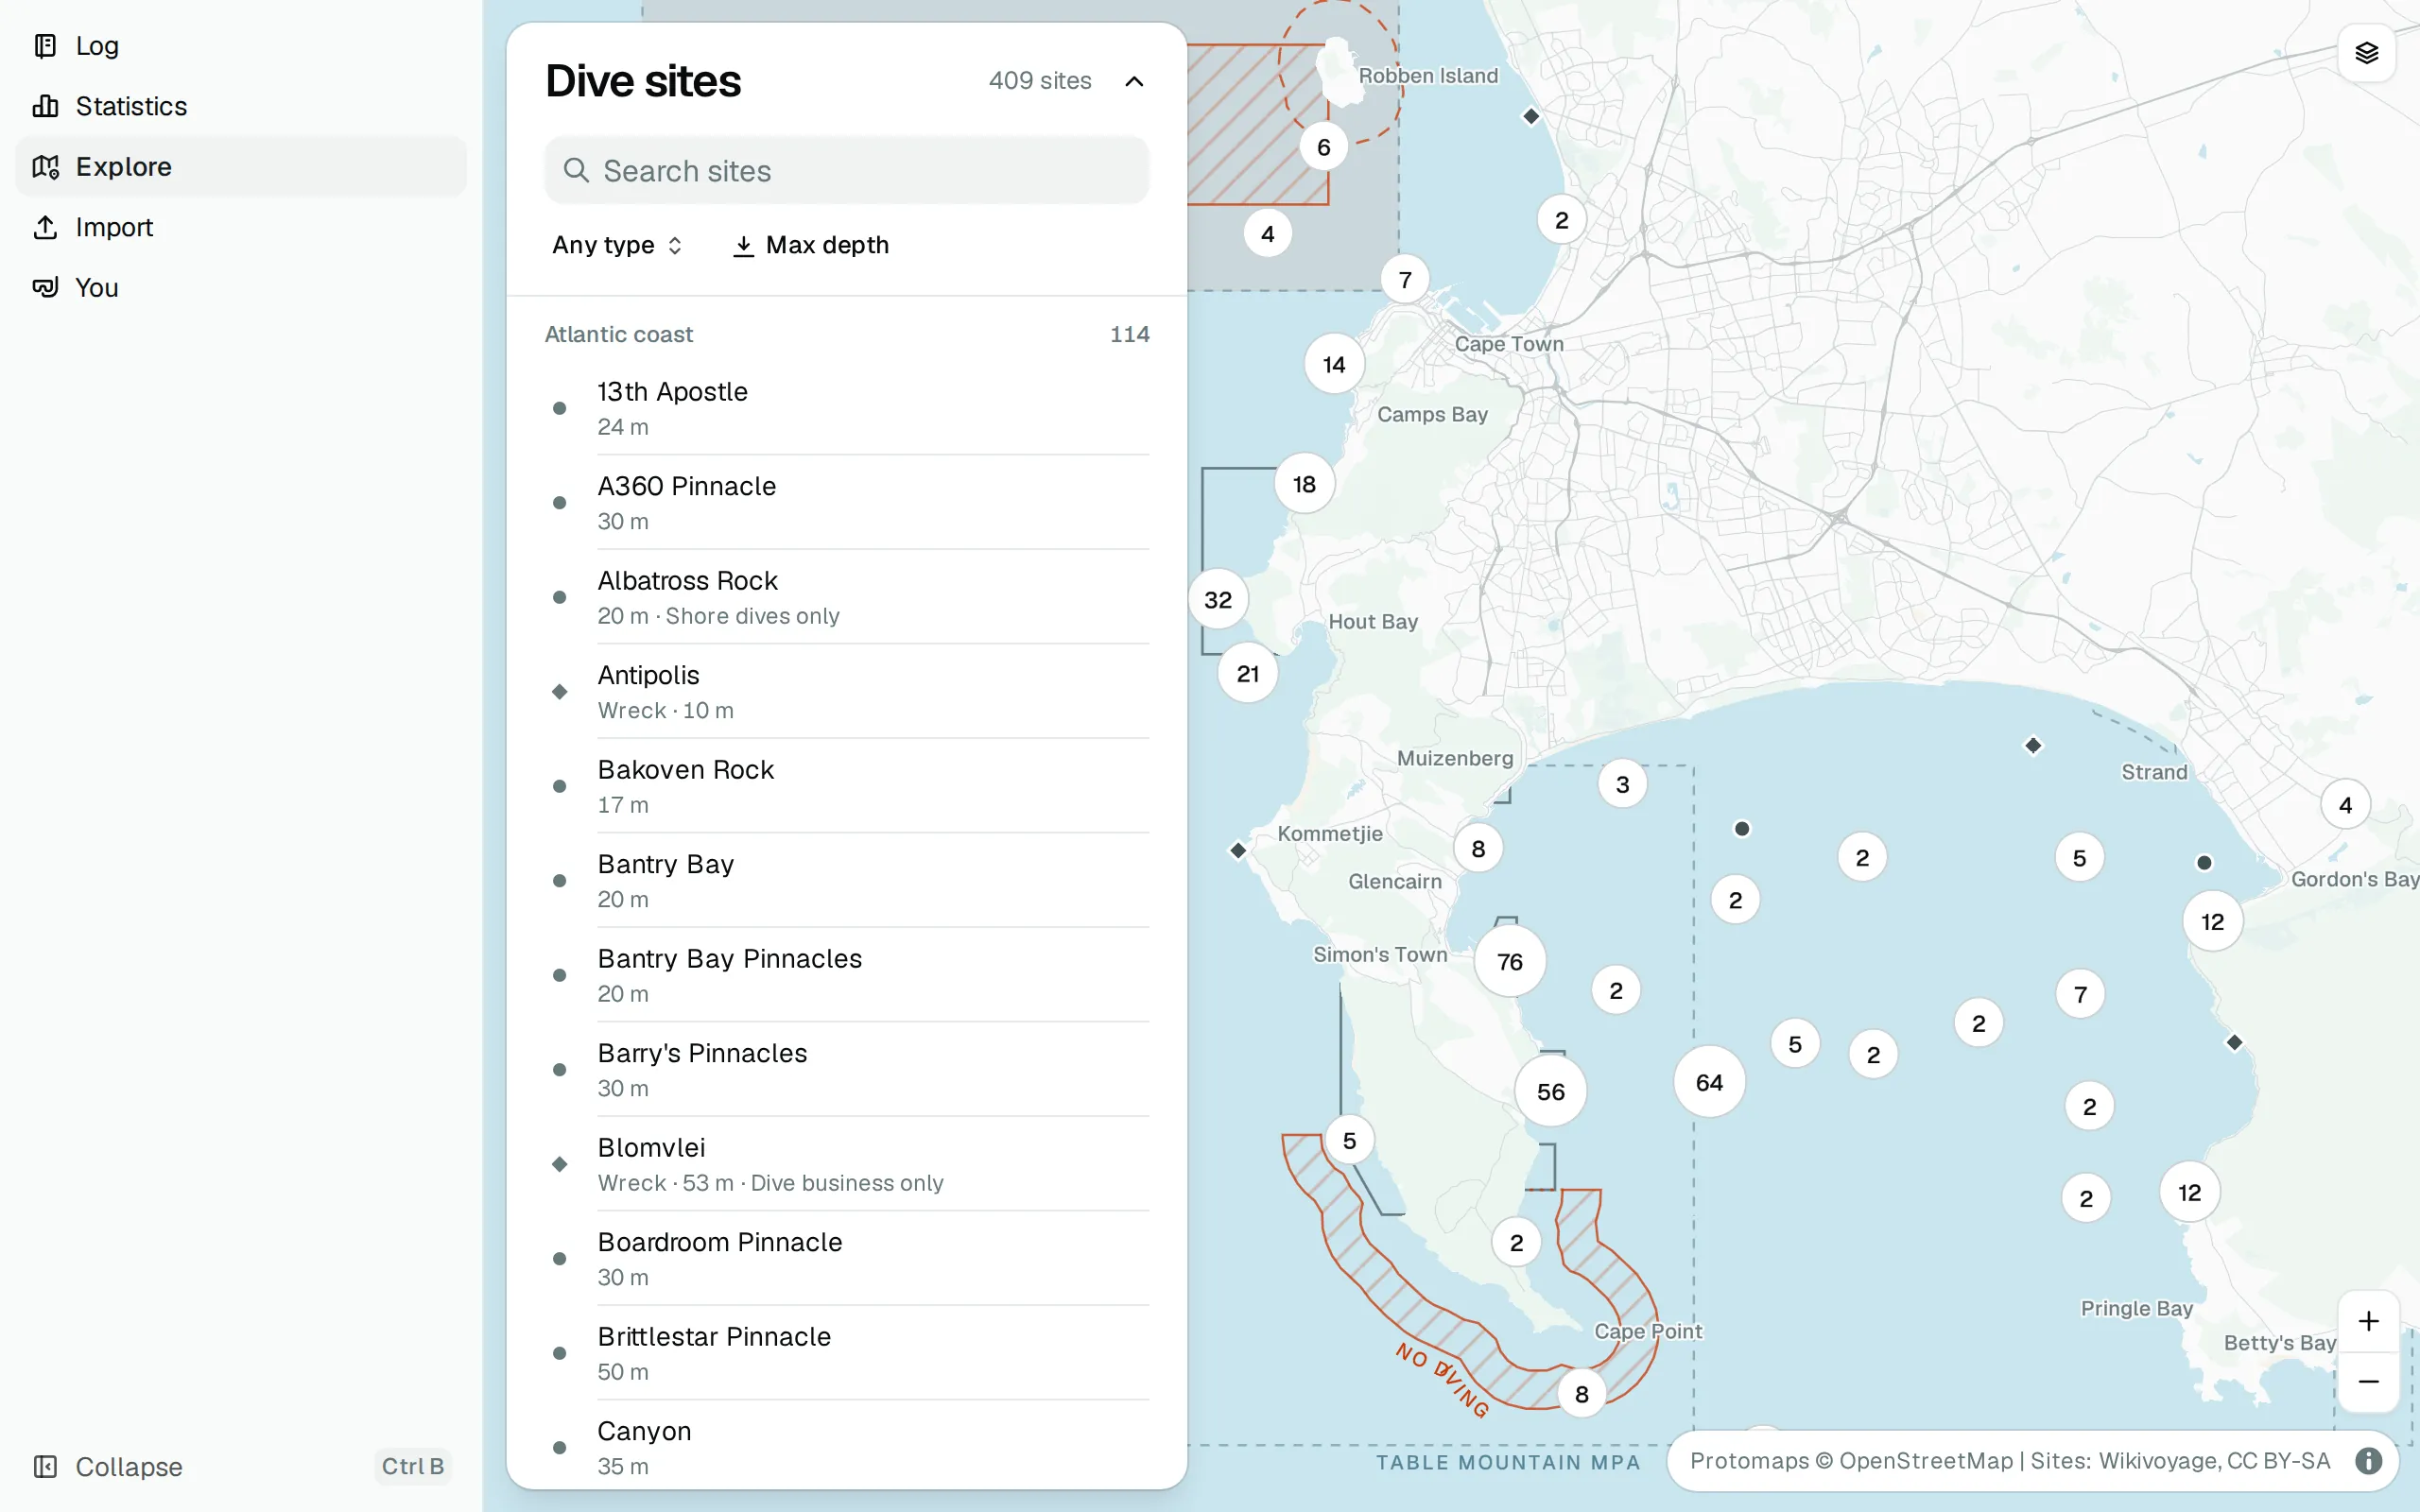 Log
Statistics
Explore
Import
You
Collapse
Ctrl B
Dive sites
409 sites
Search sites
Any type
Max depth
Atlantic coast
114
13th Apostle
24 m
A360 Pinnacle
30 m
Albatross Rock
20 m · Shore dives only
Antipolis
Wreck · 10 m
Bakoven Rock
17 m
Bantry Bay
20 m
Bantry Bay Pinnacles
20 m
Barry's Pinnacles
30 m
Blomvlei
Wreck · 53 m · Dive business only
Boardroom Pinnacle
30 m
Brittlestar Pinnacle
50 m
Canyon
35 m
Robben Island
6
2
4
7
Cape Town
14
Camps Bay
18
32
Hout Bay
21
Muizenberg
3
Strand
4
Kommetjie
8
Glencairn
2
5
Gordon's Bay
2
12
Simon's Town
76
2
7
2
5
2
56
64
2
5
12
2
2
Pringle Bay
Cape Point
Betty's Bay
NO DIVING
8
TABLE MOUNTAIN MPA
Protomaps © OpenStreetMap | Sites: Wikivoyage, CC BY-SA